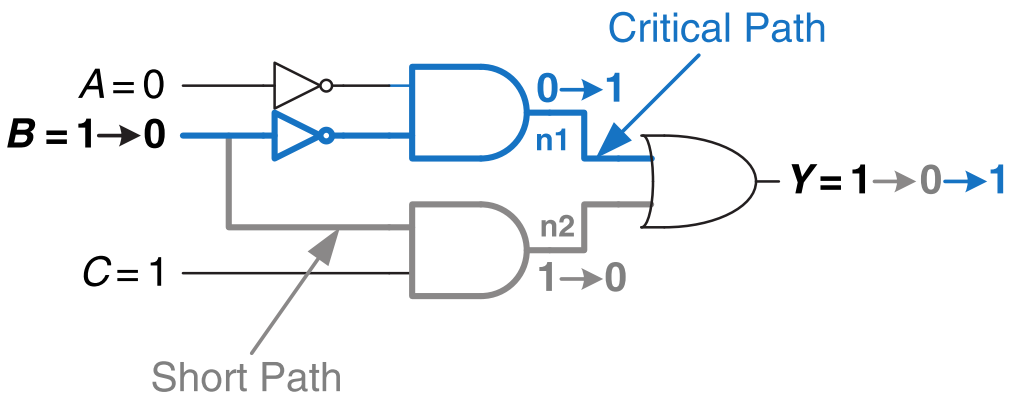 Critical Path
A = 0
0→1
B = 1→0
n1
Y = 1→0→1
n2
C = 1
1→0
Short Path